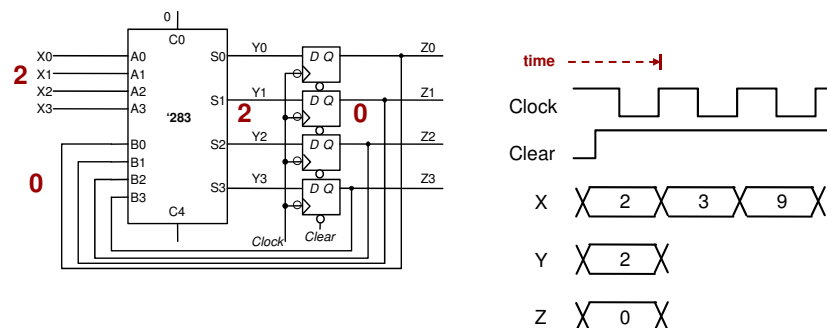 0
C0
X0 A0 S0 Y0 D Q Z0
2
X1 A1
X2 A2
X3 A3
S1 Y1 D Q Z1
2 0
'283
B0 S2 Y2 D Q Z2
B1
0
B2
B3 S3 Y3 D Q Z3
C4
Clock Clear
time
Clock
Clear
X 2 3 9
Y 2
Z 0